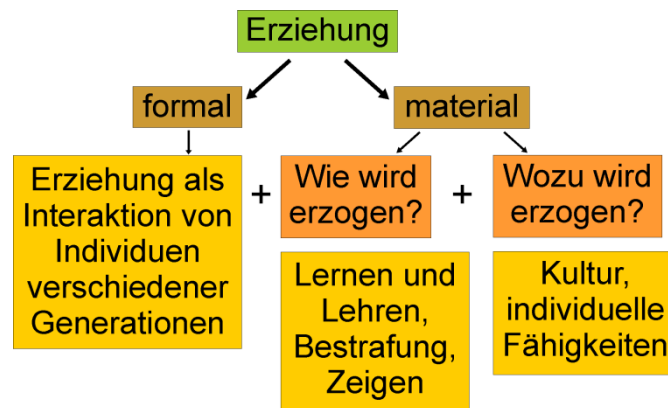 Erziehung
formal
material
Erziehung als
Interaktion von
Individuen
verschiedener
Generationen
+
Wie wird
erzogen?
+
Wozu wird
erzogen?
Lernen und
Lehren,
Bestrafung,
Zeigen
Kultur,
individuelle
Fähigkeiten